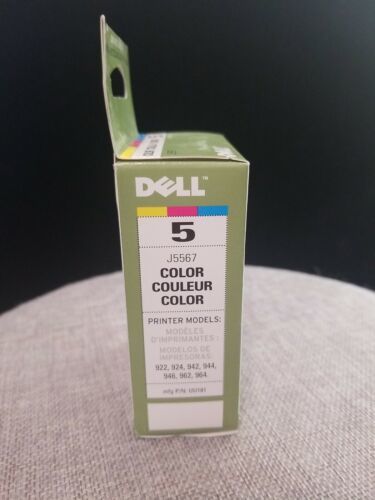 DELL™
5
J5567
COLOR
COULEUR
COLOR
PRINTER MODELS:
MODÈLES
D'IMPRIMANTES :
MODELOS DE
IMPRESORAS:
922, 924, 942, 944,
946, 962, 964.